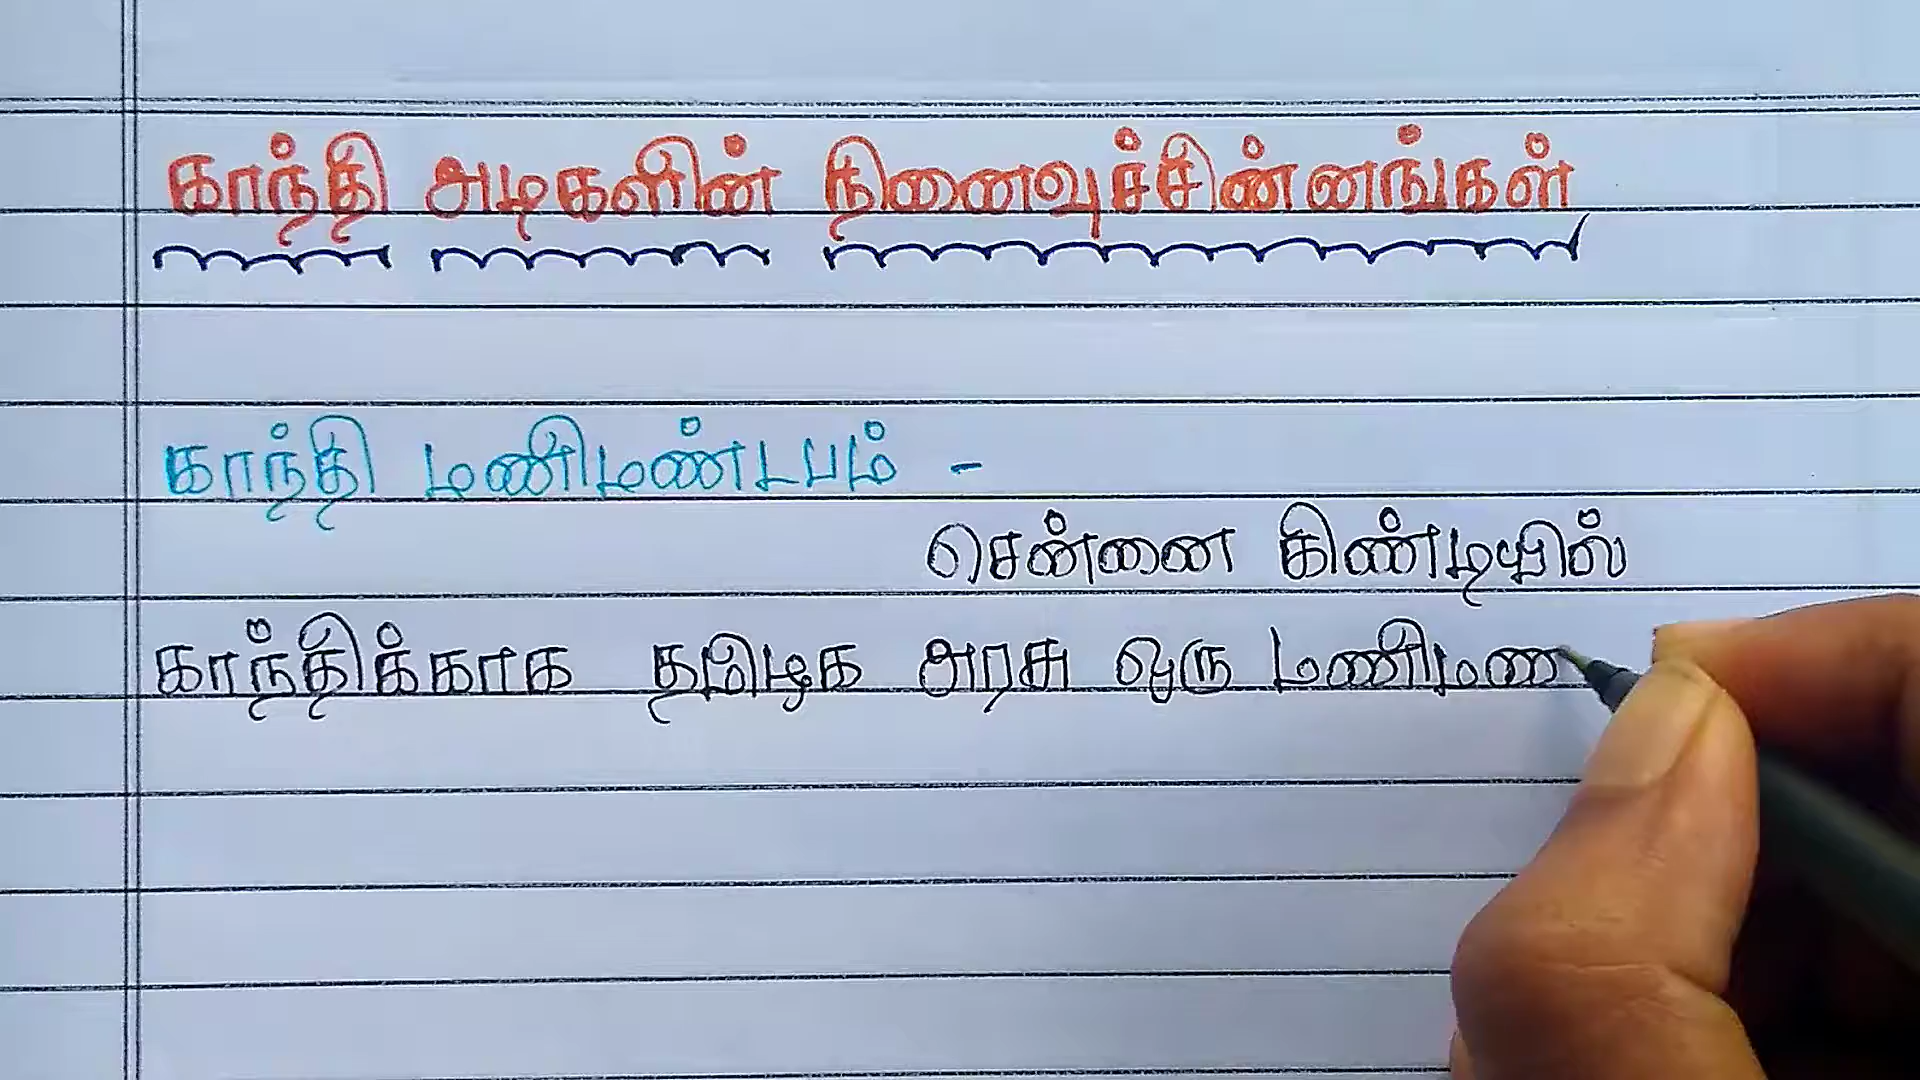 காந்தி அடிகளின் நினைவுச்சின்னங்கள்
காந்தி மணிமண்டபம் -
சென்னை கிண்டியில்
காந்திக்காக தமிழக அரசு ஒரு மணிமண